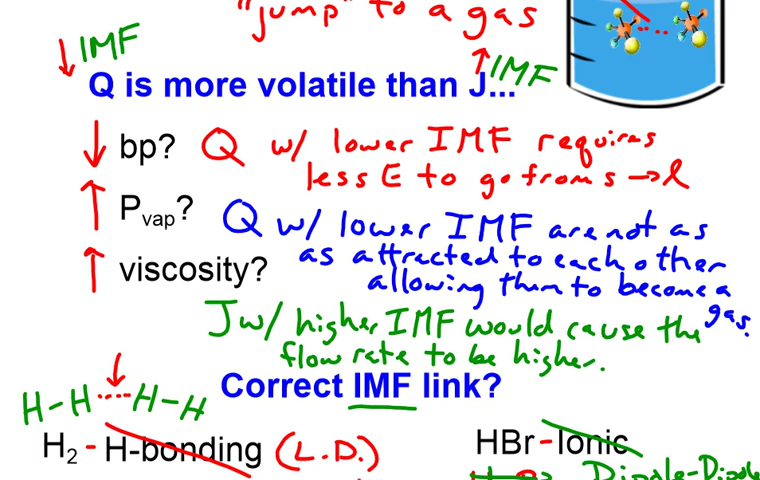 "jump" to a gas
↓ IMF
↑ IMF
Q is more volatile than J...
↓ bp? Q w/ lower IMF requires
less E to go from s → l
↑ Pvap? Q w/ lower IMF are not as
as attracted to each other
↑ viscosity? allowing them to become a
gas.
J w/ higher IMF would cause the
flow rate to be higher.
Correct IMF link?
H-H·····H-H
H₂ - H-bonding (L.D.) HBr - Ionic
Dipole-Dipole